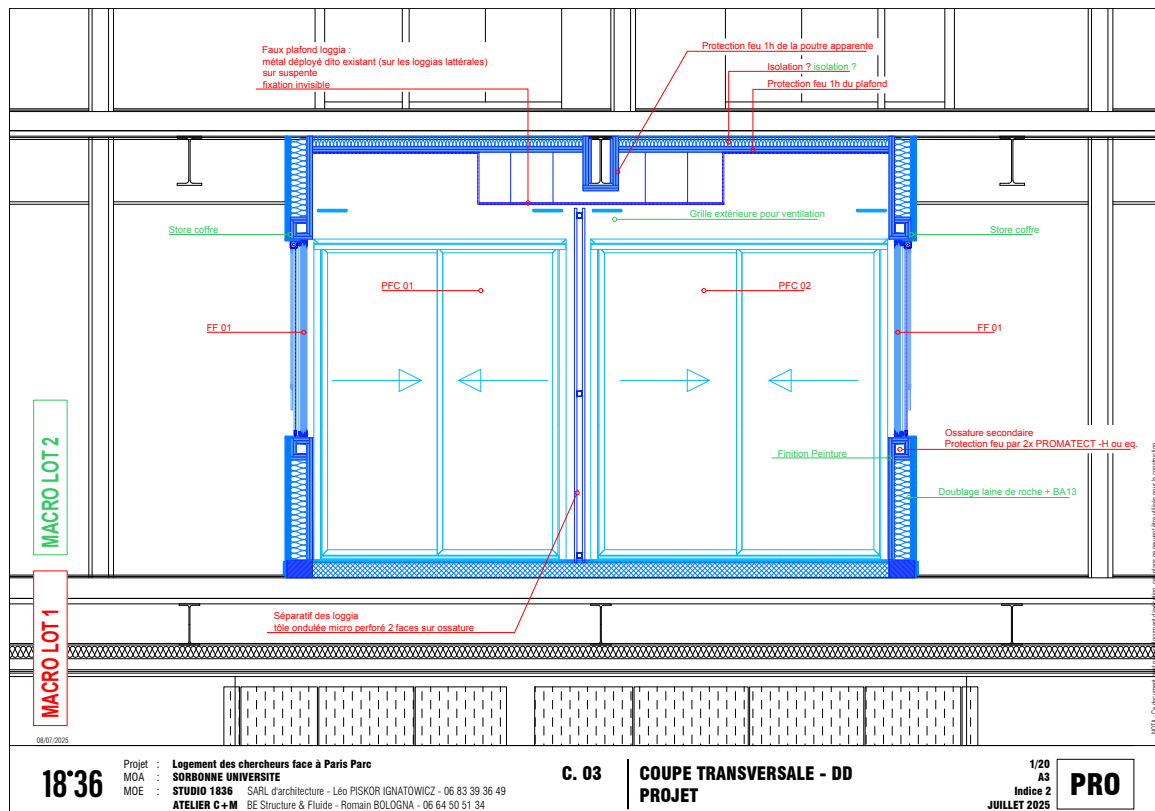 Faux plafond loggia :
métal déployé dito existant (sur les loggias lattérales)
sur suspente
fixation invisible
Protection feu 1h de la poutre apparente
Isolation ? isolation ?
Protection feu 1h du plafond
Grille extérieure pour ventilation
Store coffre
Store coffre
PFC 01
PFC 02
FF 01
FF 01
Ossature secondaire
Protection feu par 2x PROMATECT -H ou eq.
Finition Peinture
Doublage laine de roche + BA13
MACRO LOT 2
MACRO LOT 1
Séparatif des loggia
tôle ondulée micro perforé 2 faces sur ossature
08/07/2025
18°36
Projet : Logement des chercheurs face à Paris Parc
MOA : SORBONNE UNIVERSITE
MOE : STUDIO 1836 SARL d'architecture - Léo PISKOR IGNATOWICZ - 06 83 39 36 49
ATELIER C+M BE Structure & Fluide - Romain BOLOGNA - 06 64 50 51 34
C. 03
COUPE TRANSVERSALE - DD
PROJET
1/20
A3
Indice 2
JUILLET 2025
PRO